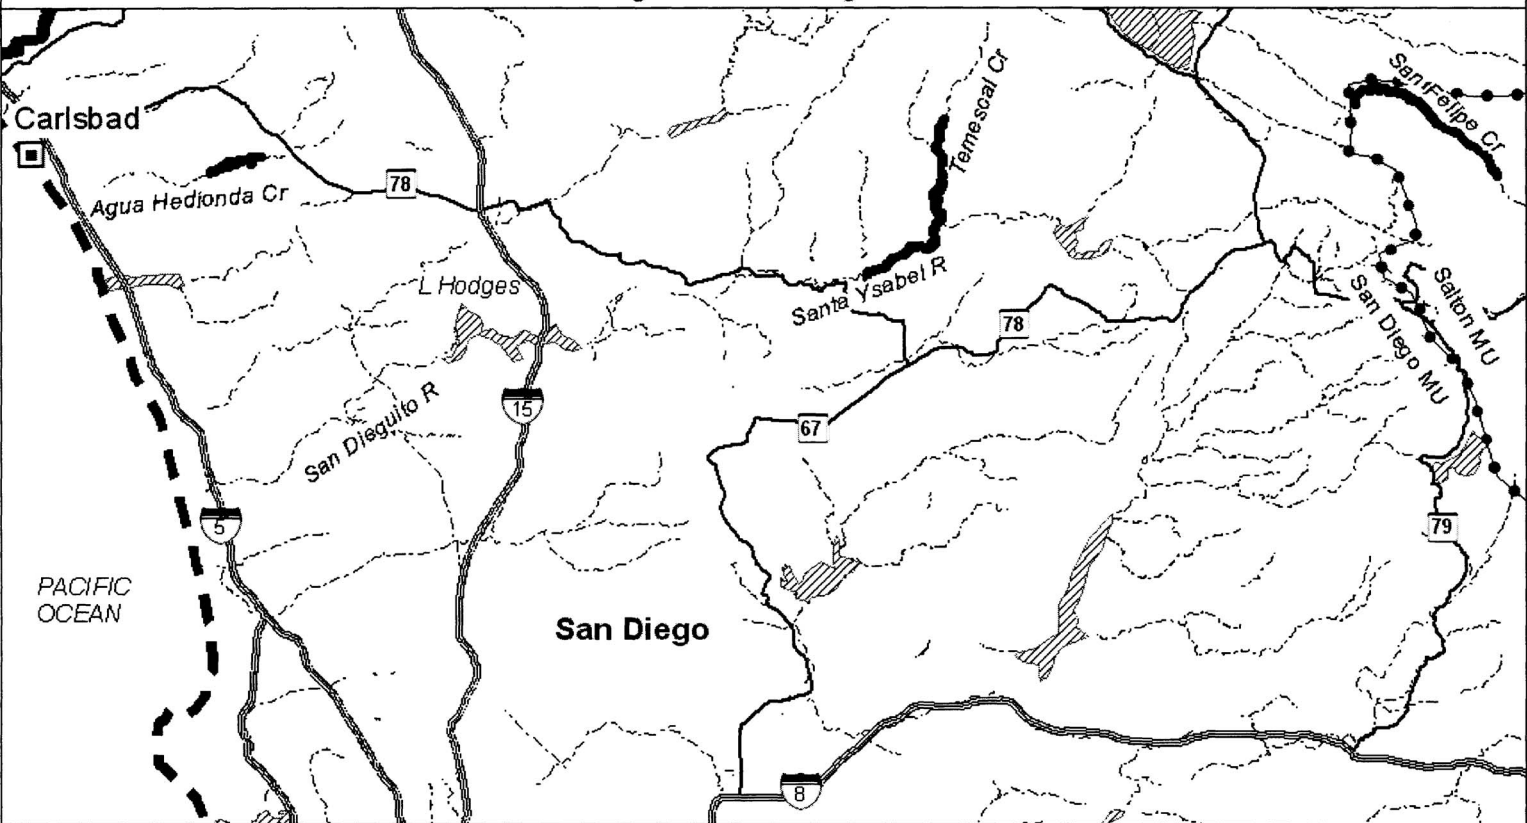 Temescal Cr
San Felipe Cr
Carlsbad
78
Agua Hedionda Cr
L Hodges
Santa Ysabel R
Salton MU
San Diego MU
78
15
San Dieguito R
67
5
79
PACIFIC
OCEAN
San Diego
8